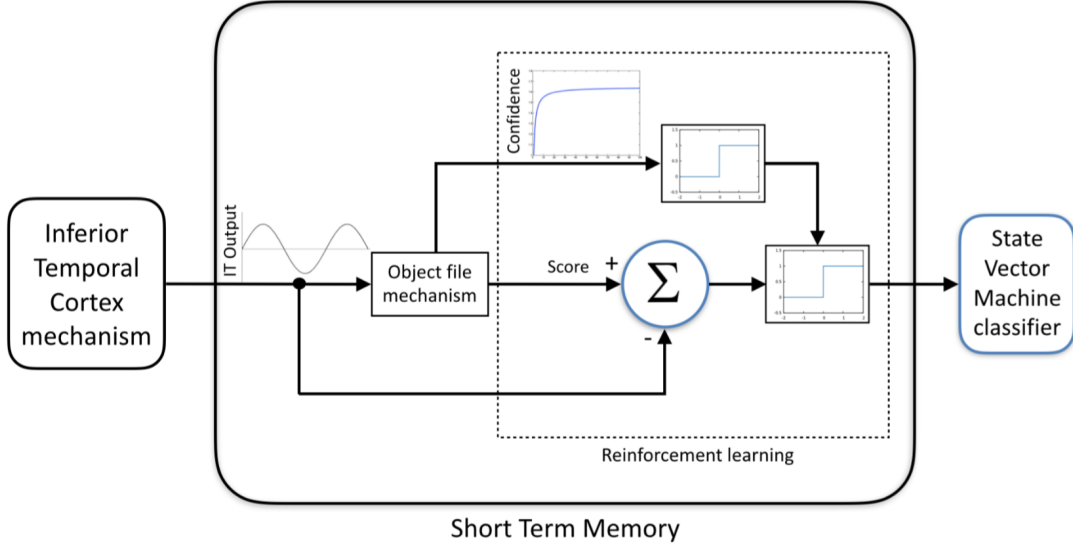 Inferior
Temporal
Cortex
mechanism
IT Output
Object file
mechanism
Confidence
Score
+
Σ
-
Reinforcement learning
State
Vector
Machine
classifier
Short Term Memory